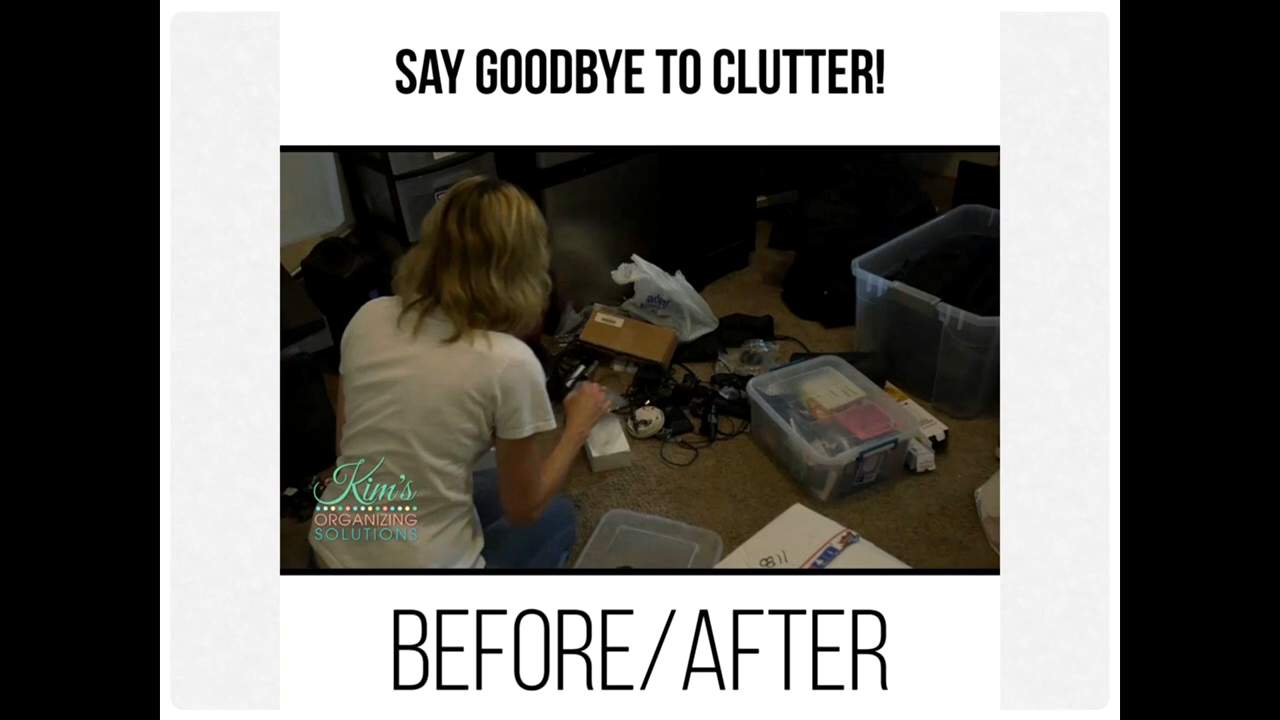 SAY GOODBYE TO CLUTTER!
Kim's
ORGANIZING
SOLUTIONS
BEFORE/AFTER